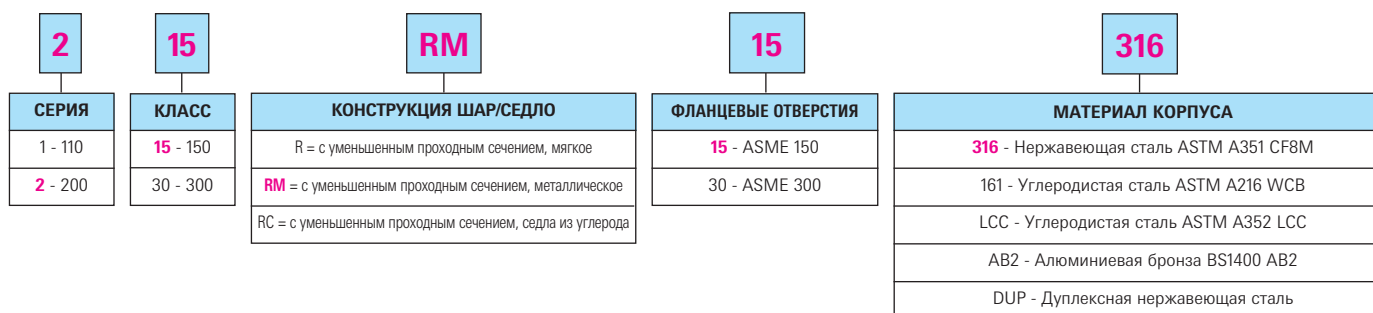 2
15
RM
15
316
СЕРИЯ
1 - 110
2 - 200
КЛАСС
15 - 150
30 - 300
КОНСТРУКЦИЯ ШАР/СЕДЛО
R = с уменьшенным проходным сечением, мягкое
RM = с уменьшенным проходным сечением, металлическое
RC = с уменьшенным проходным сечением, седла из углерода
ФЛАНЦЕВЫЕ ОТВЕРСТИЯ
15 - ASME 150
30 - ASME 300
МАТЕРИАЛ КОРПУСА
316 - Нержавеющая сталь ASTM A351 CF8M
161 - Углеродистая сталь ASTM A216 WCB
LCC - Углеродистая сталь ASTM A352 LCC
AB2 - Алюминиевая бронза BS1400 AB2
DUP - Дуплексная нержавеющая сталь